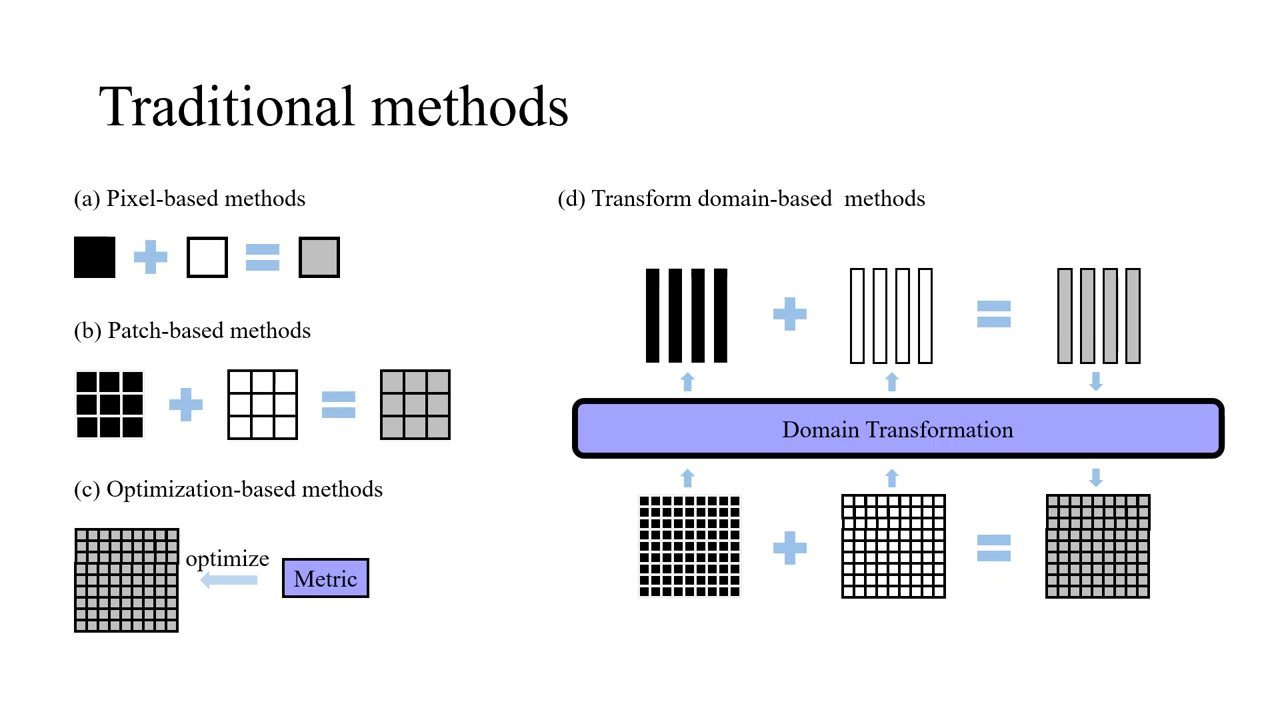 Traditional methods
(a) Pixel-based methods
(b) Patch-based methods
(c) Optimization-based methods
optimize
Metric
(d) Transform domain-based  methods
Domain Transformation